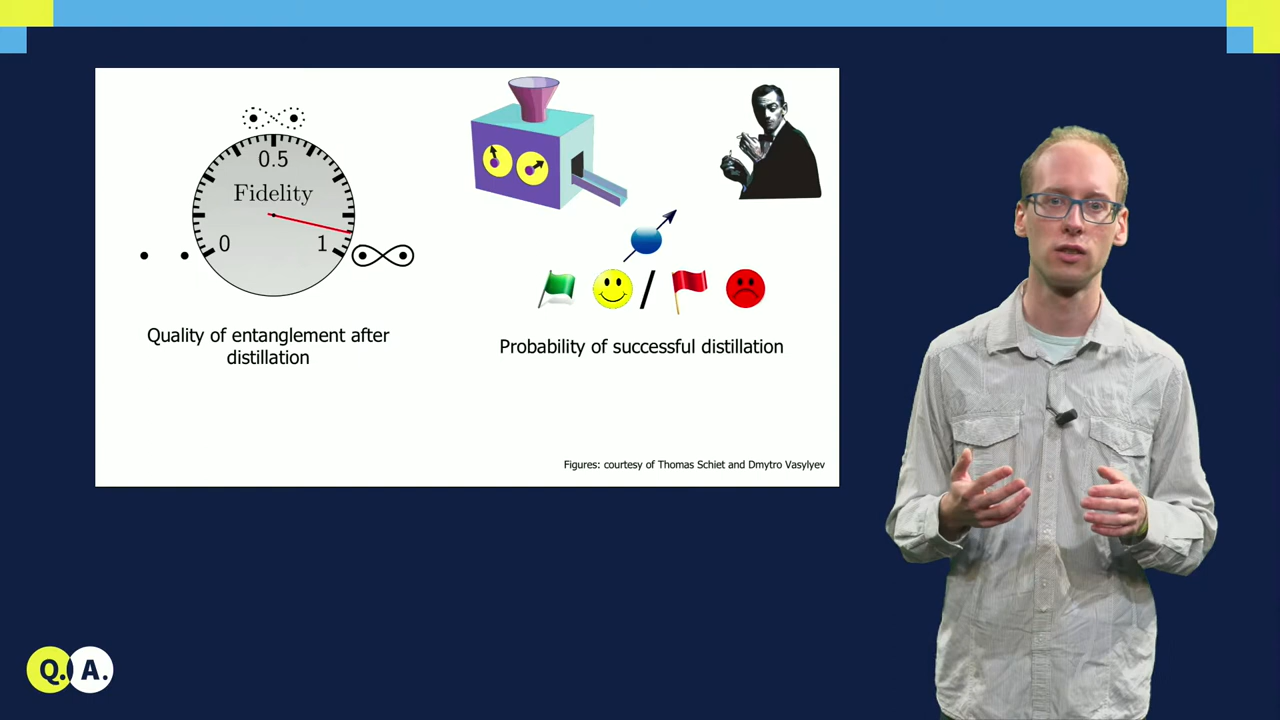 0.5
Fidelity
0
1
Quality of entanglement after
distillation
Probability of successful distillation
Figures: courtesy of Thomas Schiet and Dmytro Vasylyev
Q. A.